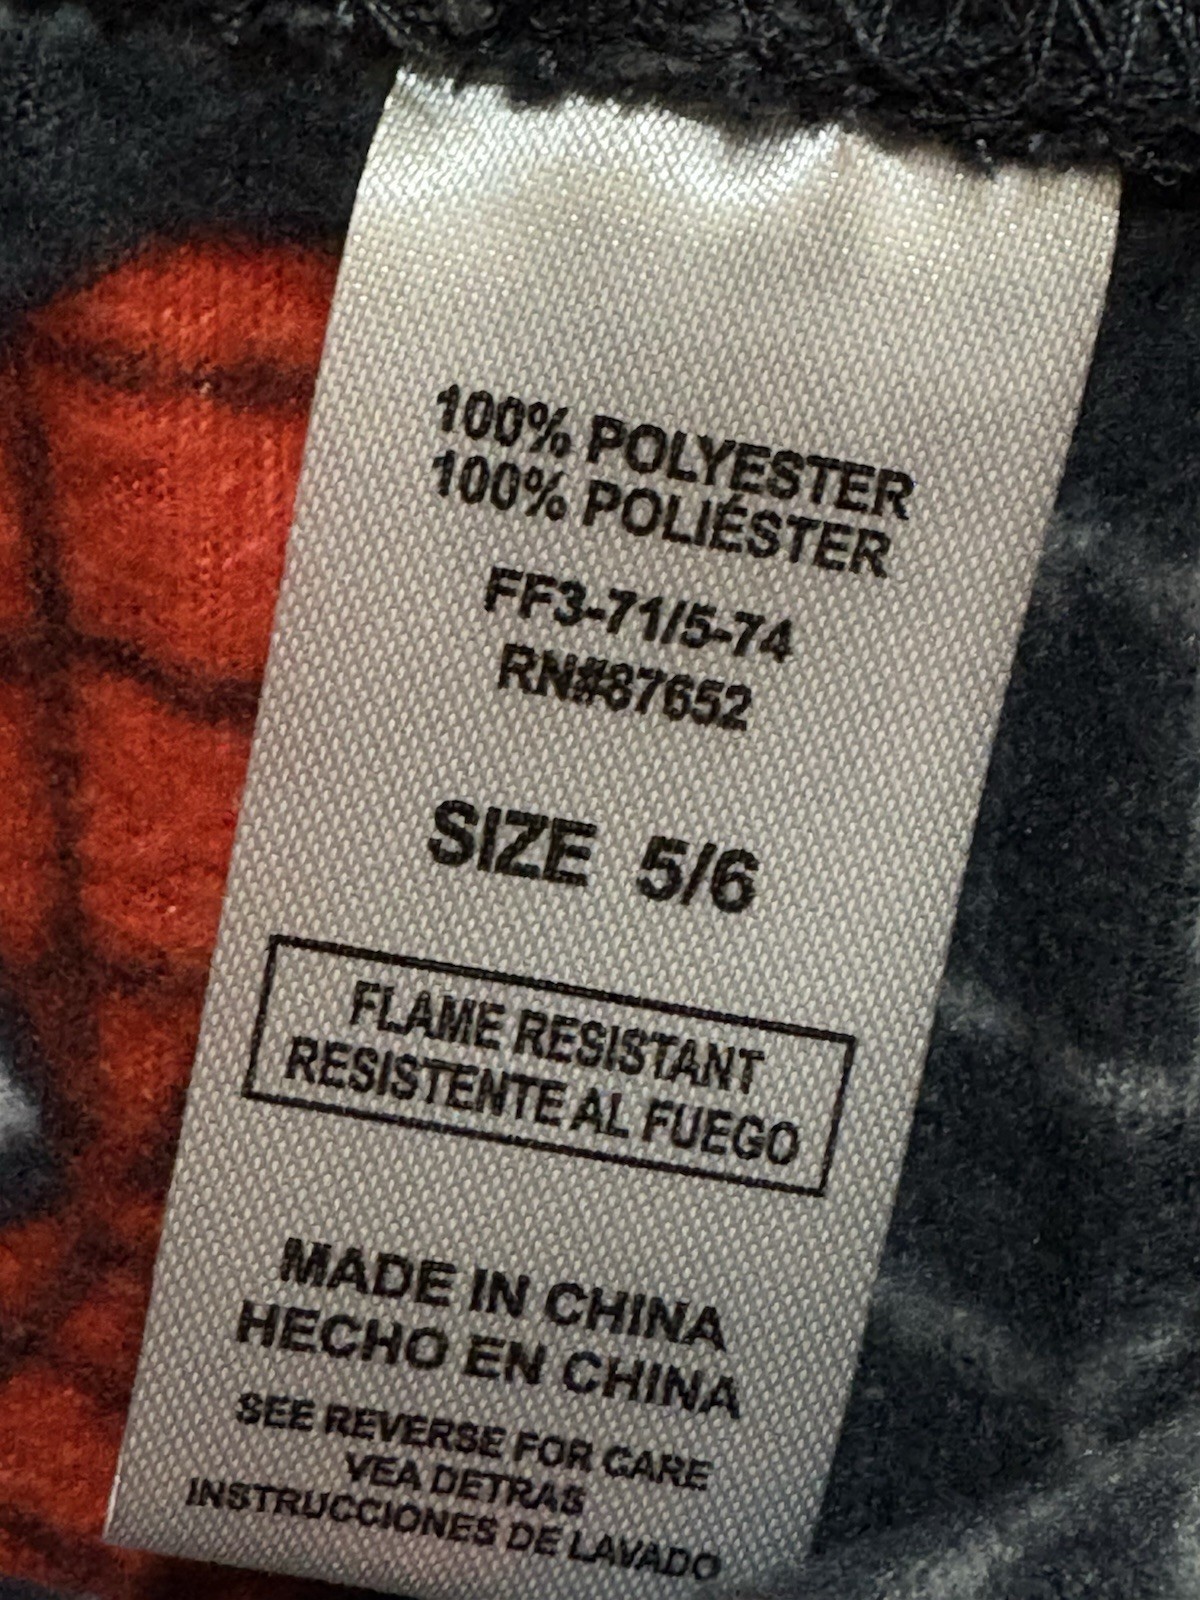 100% POLYESTER
100% POLIÉSTER
FF3-71/5-74
RN#87652
SIZE 5/6
FLAME RESISTANT
RESISTENTE AL FUEGO
MADE IN CHINA
HECHO EN CHINA
SEE REVERSE FOR CARE
VEA DETRAS
INSTRUCCIONES DE LAVADO